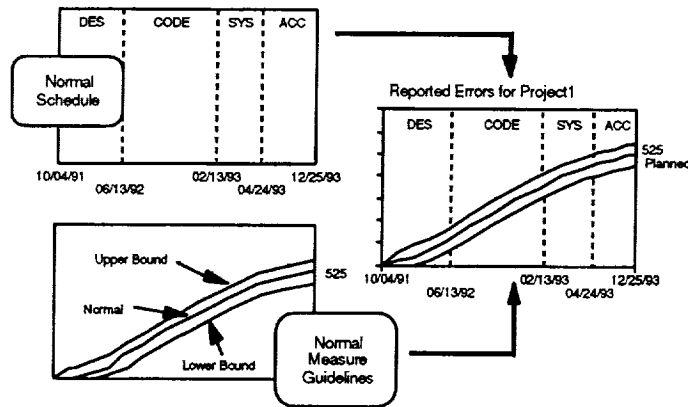 DES CODE SYS ACC
Normal
Schedule
10/04/91 12/25/93
02/13/93
06/13/92 04/24/93
Upper Bound
Normal
Lower Bound
525
Normal
Measure
Guidelines
Reported Errors for Project1
DES CODE SYS ACC
525
Planned
10/04/91 02/13/93 12/25/93
06/13/92 04/24/93